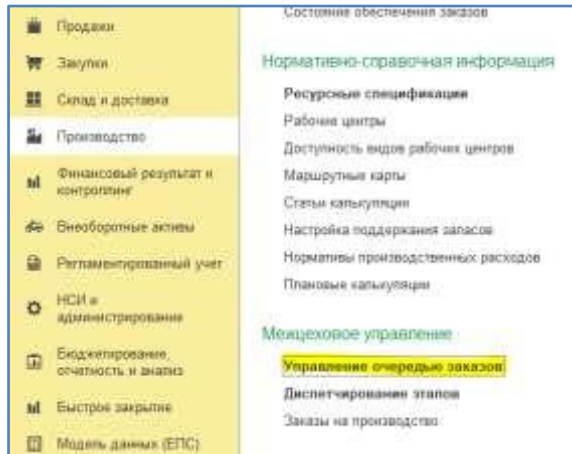 Продажи
Закупки
Склад и доставка
Производство
Финансовый результат и
контроллинг
Внеоборотные активы
Регламентированный учет
НСИ и
администрирование
Бюджетирование,
отчетность и анализ
Быстрое закрытие
Модель данных (ЕПС)
Состояние обеспечения заказов
Нормативно-справочная информация
Ресурсные спецификации
Рабочие центры
Доступность видов рабочих центров
Маршрутные карты
Статьи калькуляции
Настройка поддержания запасов
Нормативы производственных расходов
Плановые калькуляции
Межцеховое управление
Управление очередью заказов
Диспетчирование этапов
Заказы на производство